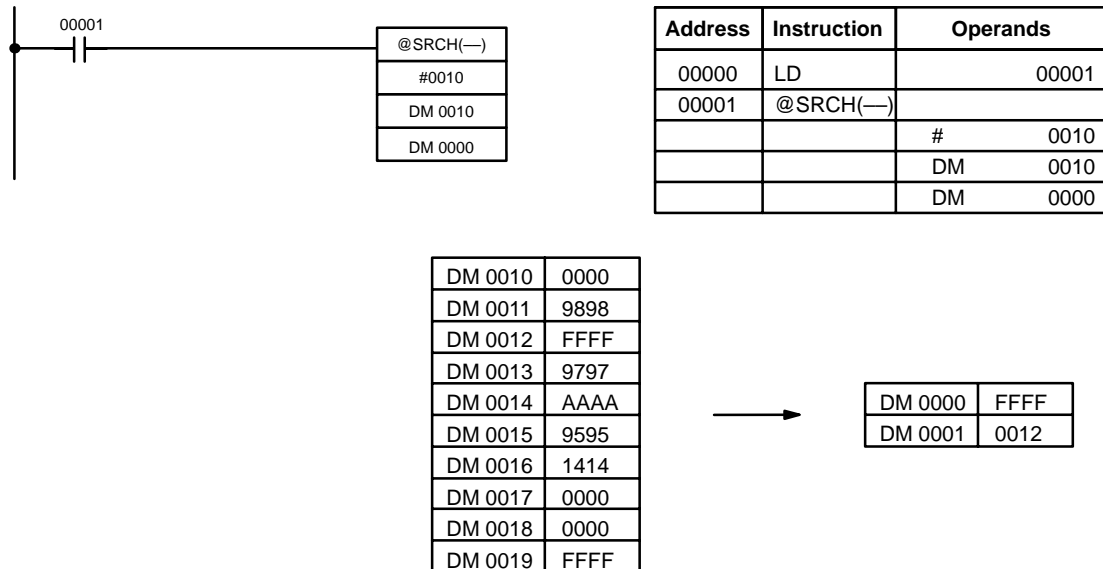 00001
@SRCH(—)
#0010
DM 0010
DM 0000
Address Instruction Operands
00000 LD 00001
00001 @SRCH(—)
# 0010
DM 0010
DM 0000
DM 0010 0000
DM 0011 9898
DM 0012 FFFF
DM 0013 9797
DM 0014 AAAA
DM 0015 9595
DM 0016 1414
DM 0017 0000
DM 0018 0000
DM 0019 FFFF
DM 0000 FFFF
DM 0001 0012